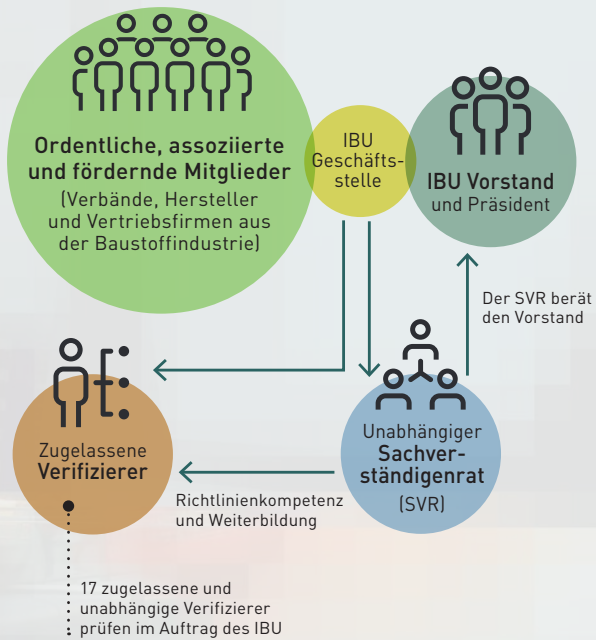 Ordentliche, assoziierte
und fördernde Mitglieder
(Verbände, Hersteller
und Vertriebsfirmen aus
der Baustoffindustrie)
IBU
Geschäfts-
stelle
IBU Vorstand
und Präsident
Der SVR berät
den Vorstand
Zugelassene
Verifizierer
Unabhängiger
Sachver-
ständigenrat
(SVR)
Richtlinienkompetenz
und Weiterbildung
17 zugelassene und
unabhängige Verifizierer
prüfen im Auftrag des IBU